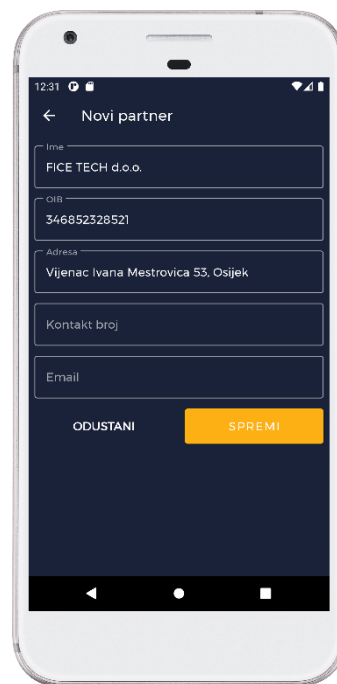 12:31
Novi partner
Ime
FICE TECH d.o.o.
OIB
346852328521
Adresa
Vijenac Ivana Mestrovica 53, Osijek
Kontakt broj
Email
ODUSTANI SPREMI